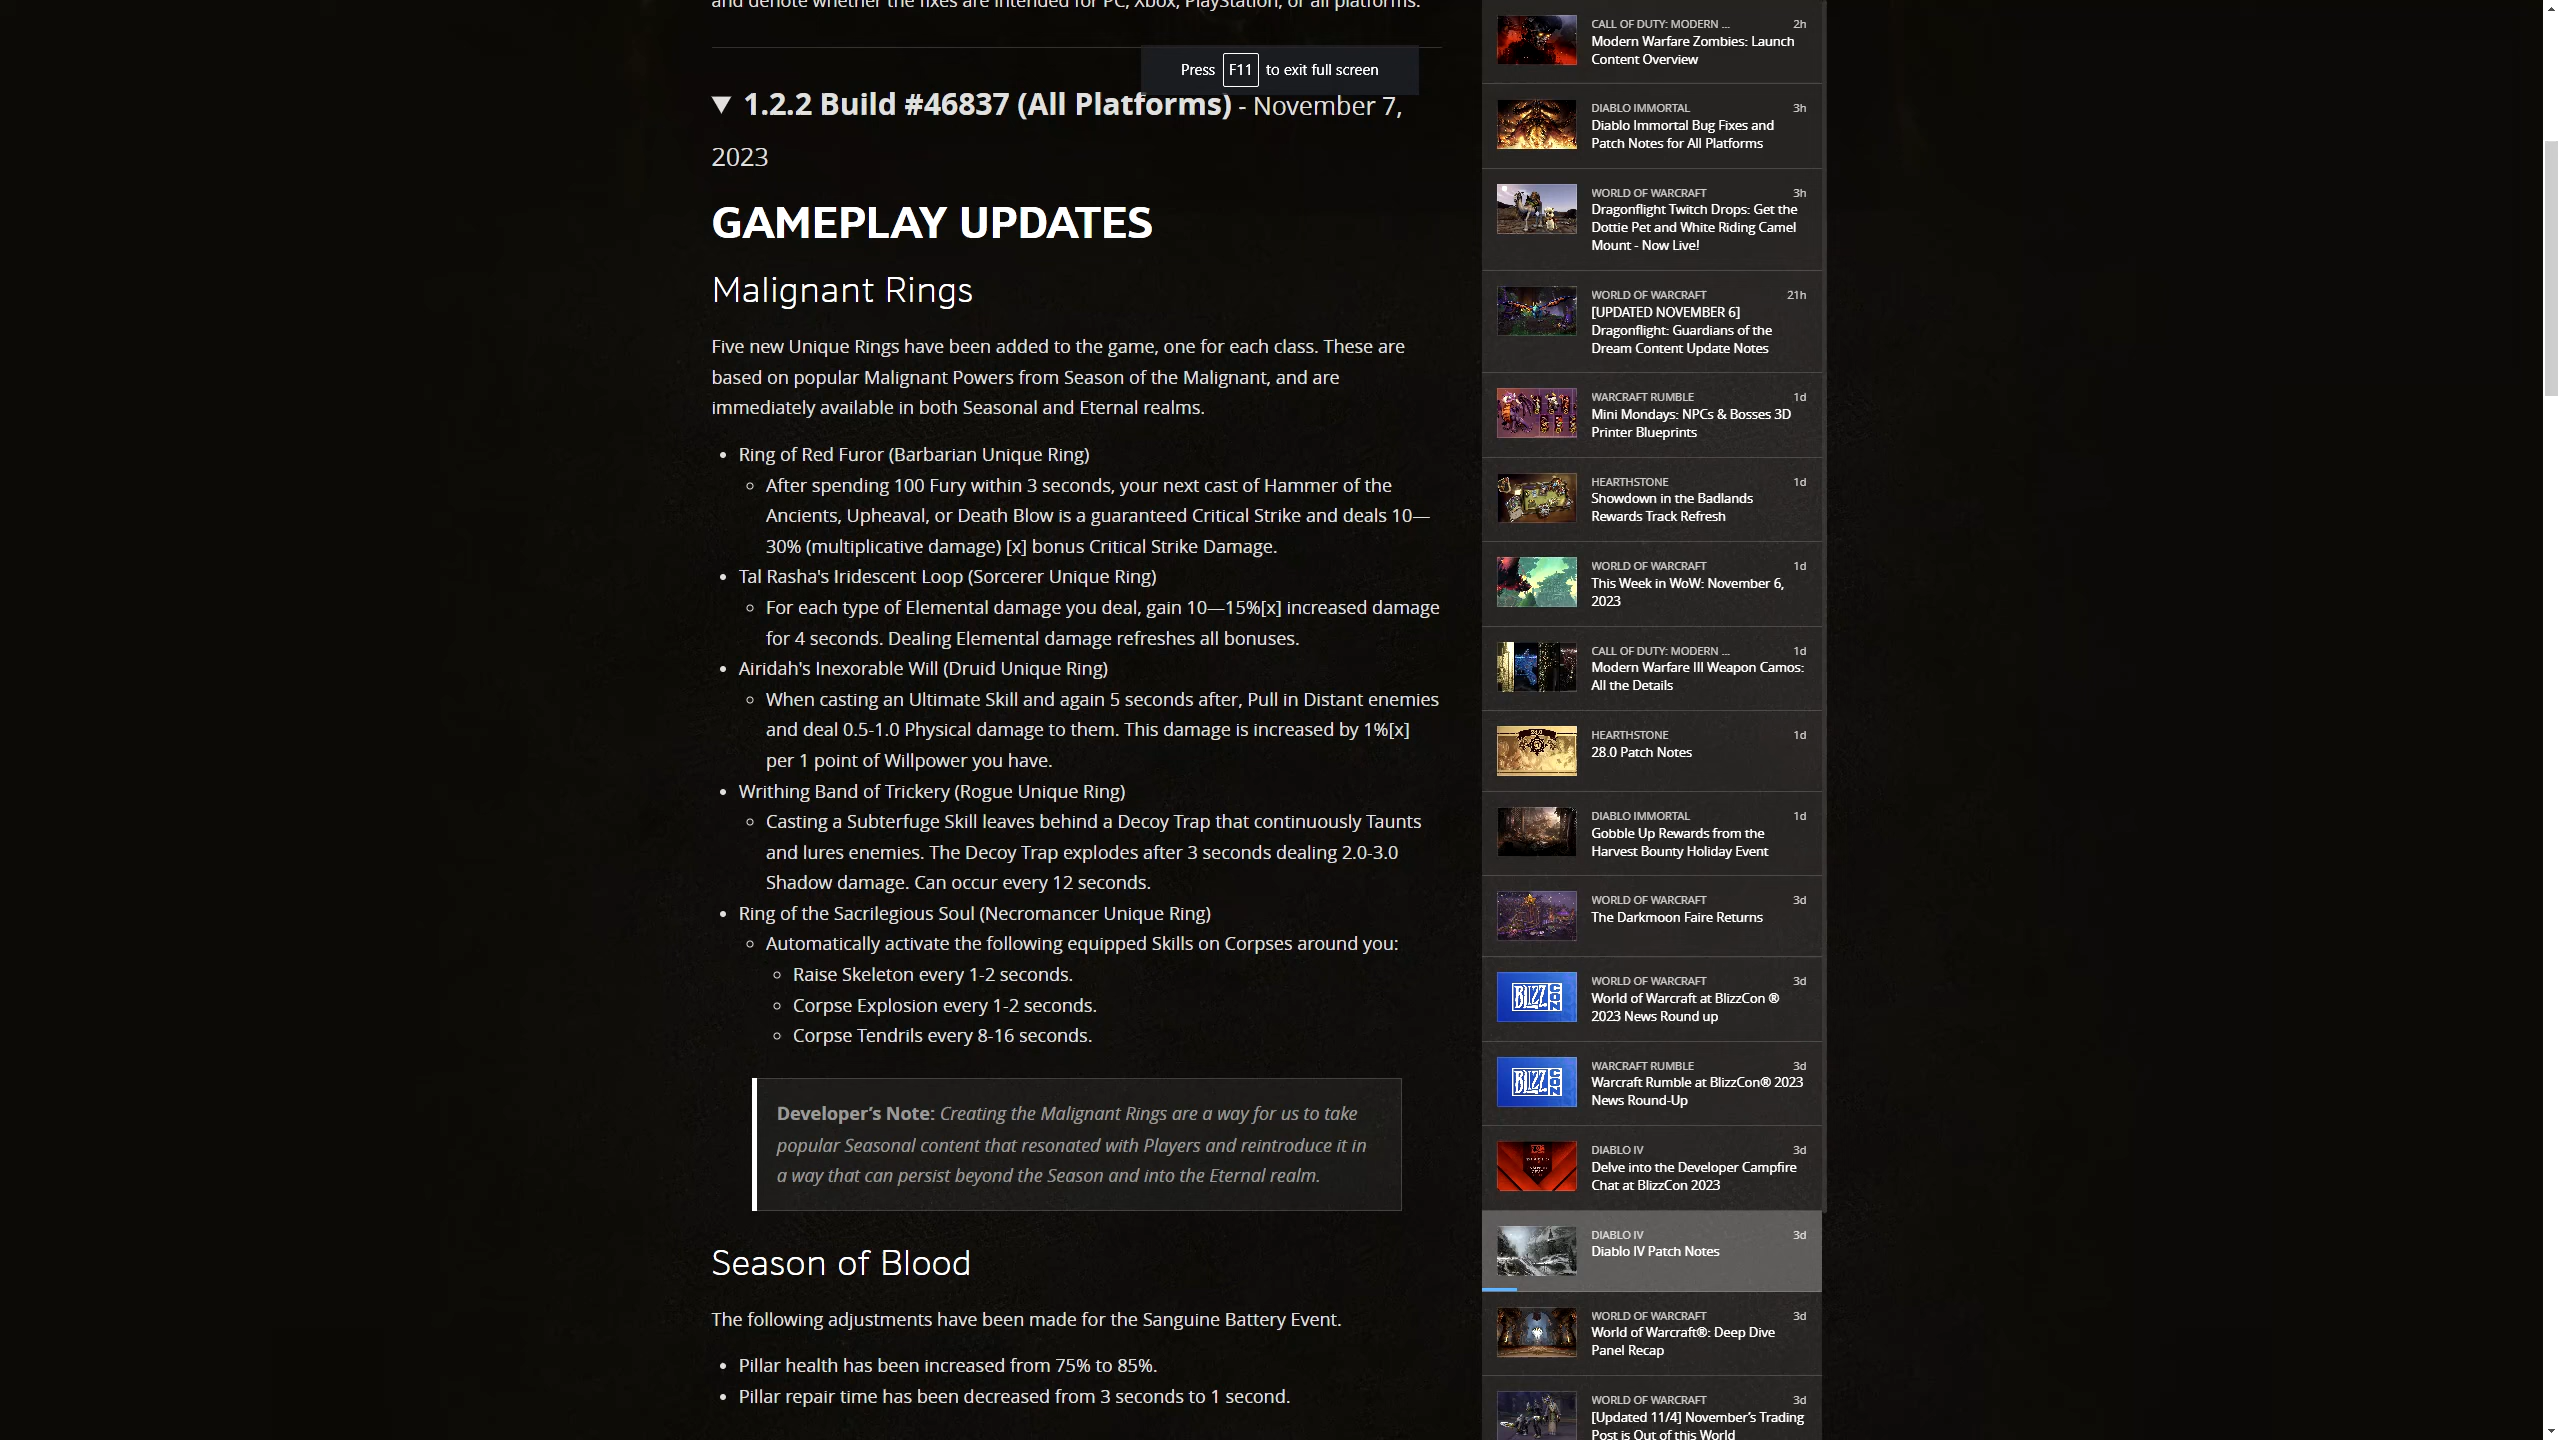 and denote whether the fixes are intended for PC, Xbox, PlayStation, or all platforms.
Press F11 to exit full screen
▼ 1.2.2 Build #46837 (All Platforms) - November 7,
2023
GAMEPLAY UPDATES
Malignant Rings
Five new Unique Rings have been added to the game, one for each class. These are
based on popular Malignant Powers from Season of the Malignant, and are
immediately available in both Seasonal and Eternal realms.
• Ring of Red Furor (Barbarian Unique Ring)
◦ After spending 100 Fury within 3 seconds, your next cast of Hammer of the
Ancients, Upheaval, or Death Blow is a guaranteed Critical Strike and deals 10—
30% (multiplicative damage) [x] bonus Critical Strike Damage.
• Tal Rasha's Iridescent Loop (Sorcerer Unique Ring)
◦ For each type of Elemental damage you deal, gain 10—15%[x] increased damage
for 4 seconds. Dealing Elemental damage refreshes all bonuses.
• Airidah's Inexorable Will (Druid Unique Ring)
◦ When casting an Ultimate Skill and again 5 seconds after, Pull in Distant enemies
and deal 0.5-1.0 Physical damage to them. This damage is increased by 1%[x]
per 1 point of Willpower you have.
• Writhing Band of Trickery (Rogue Unique Ring)
◦ Casting a Subterfuge Skill leaves behind a Decoy Trap that continuously Taunts
and lures enemies. The Decoy Trap explodes after 3 seconds dealing 2.0-3.0
Shadow damage. Can occur every 12 seconds.
• Ring of the Sacrilegious Soul (Necromancer Unique Ring)
◦ Automatically activate the following equipped Skills on Corpses around you:
◦ Raise Skeleton every 1-2 seconds.
◦ Corpse Explosion every 1-2 seconds.
◦ Corpse Tendrils every 8-16 seconds.
Developer’s Note: Creating the Malignant Rings are a way for us to take
popular Seasonal content that resonated with Players and reintroduce it in
a way that can persist beyond the Season and into the Eternal realm.
Season of Blood
The following adjustments have been made for the Sanguine Battery Event.
• Pillar health has been increased from 75% to 85%.
• Pillar repair time has been decreased from 3 seconds to 1 second.
CALL OF DUTY: MODERN ... 2h
Modern Warfare Zombies: Launch
Content Overview
DIABLO IMMORTAL 3h
Diablo Immortal Bug Fixes and
Patch Notes for All Platforms
WORLD OF WARCRAFT 3h
Dragonflight Twitch Drops: Get the
Dottie Pet and White Riding Camel
Mount - Now Live!
WORLD OF WARCRAFT 21h
[UPDATED NOVEMBER 6]
Dragonflight: Guardians of the
Dream Content Update Notes
WARCRAFT RUMBLE 1d
Mini Mondays: NPCs & Bosses 3D
Printer Blueprints
HEARTHSTONE 1d
Showdown in the Badlands
Rewards Track Refresh
WORLD OF WARCRAFT 1d
This Week in WoW: November 6,
2023
CALL OF DUTY: MODERN ... 1d
Modern Warfare III Weapon Camos:
All the Details
HEARTHSTONE 1d
28.0 Patch Notes
DIABLO IMMORTAL 1d
Gobble Up Rewards from the
Harvest Bounty Holiday Event
WORLD OF WARCRAFT 3d
The Darkmoon Faire Returns
BLIZZCON
WORLD OF WARCRAFT 3d
World of Warcraft at BlizzCon ®
2023 News Round up
BLIZZCON
WARCRAFT RUMBLE 3d
Warcraft Rumble at BlizzCon® 2023
News Round-Up
DIABLO IV 3d
Delve into the Developer Campfire
Chat at BlizzCon 2023
DIABLO IV 3d
Diablo IV Patch Notes
WORLD OF WARCRAFT 3d
World of Warcraft®: Deep Dive
Panel Recap
WORLD OF WARCRAFT 3d
[Updated 11/4] November’s Trading
Post is Out of this World